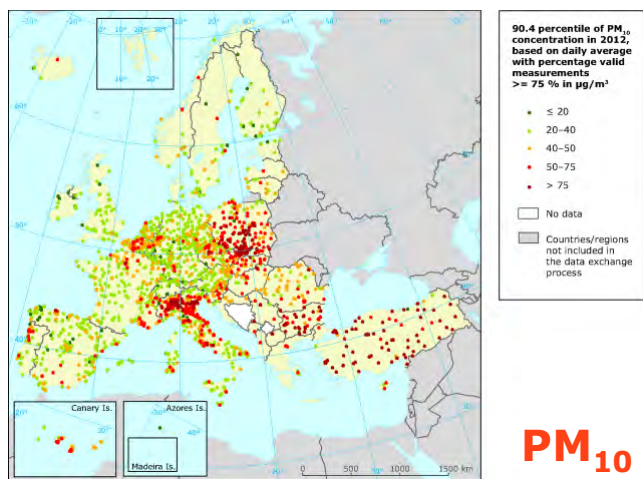 90.4 percentile of PM₁₀
concentration in 2012,
based on daily average
with percentage valid
measurements
>= 75 % in µg/m³
≤ 20
20–40
40–50
50–75
> 75
No data
Countries/regions
not included in
the data exchange
process
Canary Is.
Azores Is.
Madeira Is.
0 500 1000 1500 km
PM₁₀